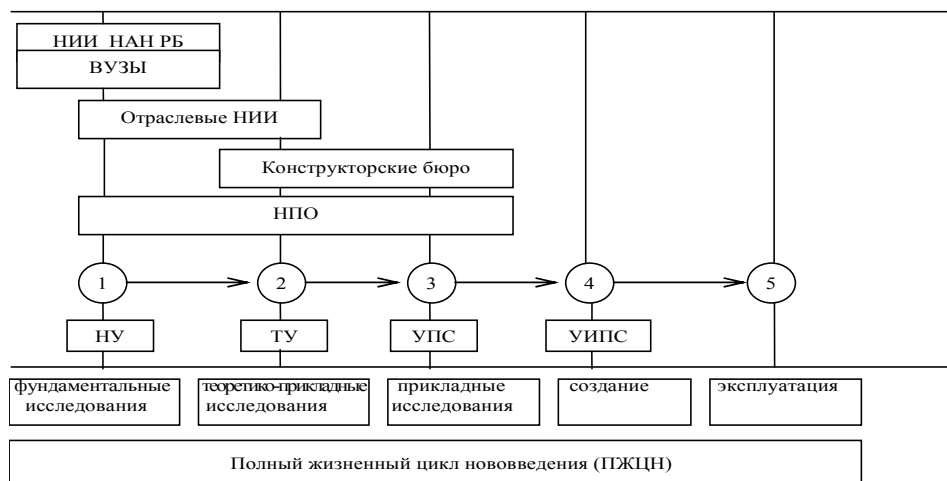 НИИ НАН РБ
ВУЗЫ
Отраслевые НИИ
Конструкторские бюро
НПО
1 2 3 4 5
НУ ТУ УПС УИПС
фундаментальные теоретико-прикладные прикладные создание эксплуатация
исследования исследования исследования
Полный жизненный цикл нововведения (ПЖЦН)